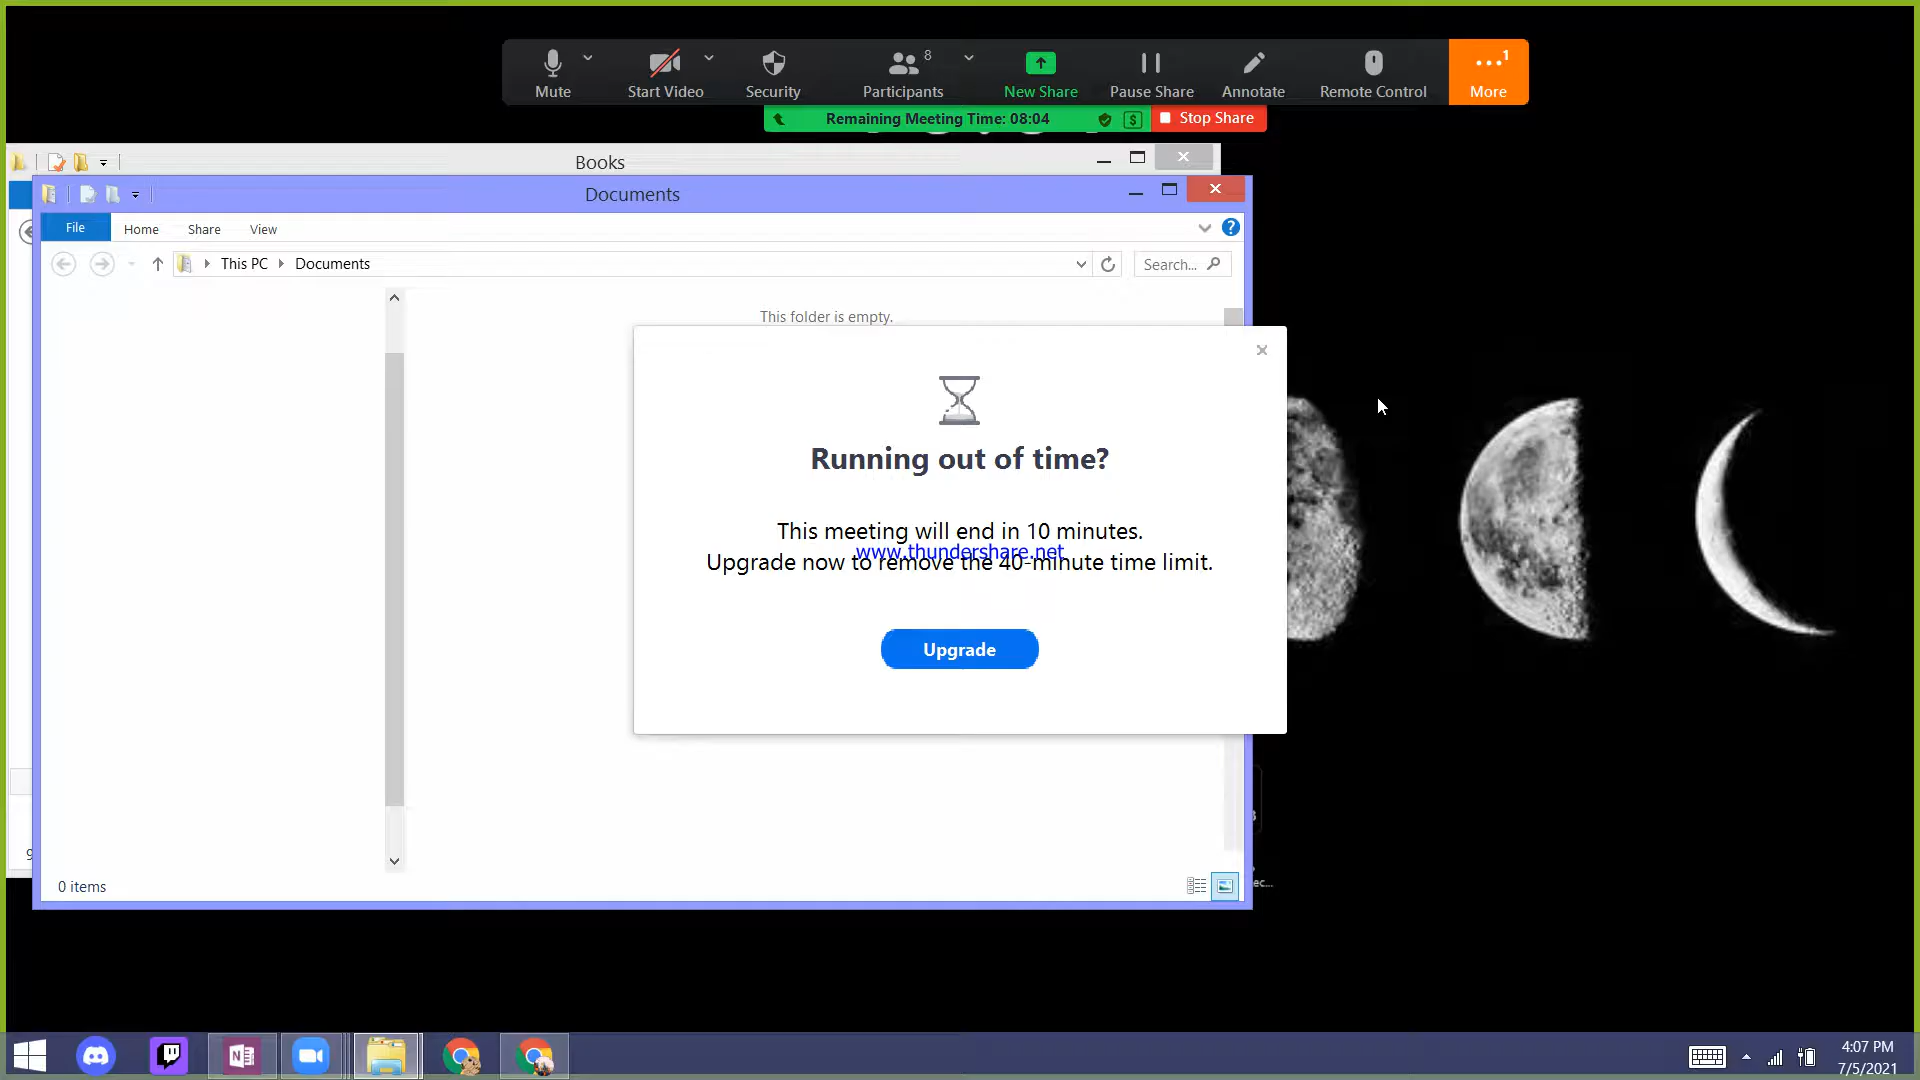 8
1
Mute
Start Video
Security
Participants
New Share
Pause Share
Annotate
Remote Control
More
Remaining Meeting Time: 08:04
Stop Share
Books
Documents
File
Home
Share
View
This PC
Documents
Search...
This folder is empty.
Running out of time?
This meeting will end in 10 minutes.
www.thundershare.net
Upgrade now to remove the 40-minute time limit.
Upgrade
0 items
ec...
4:07 PM
7/5/2021